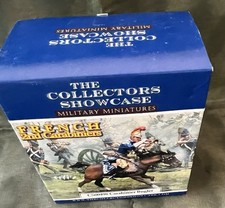 THE
COLLECTORS
SHOWCASE
MILITARY MINIATURES
THE
COLLECTORS
SHOWCASE
MILITARY MINIATURES
FRENCH
2nd Carabiniers